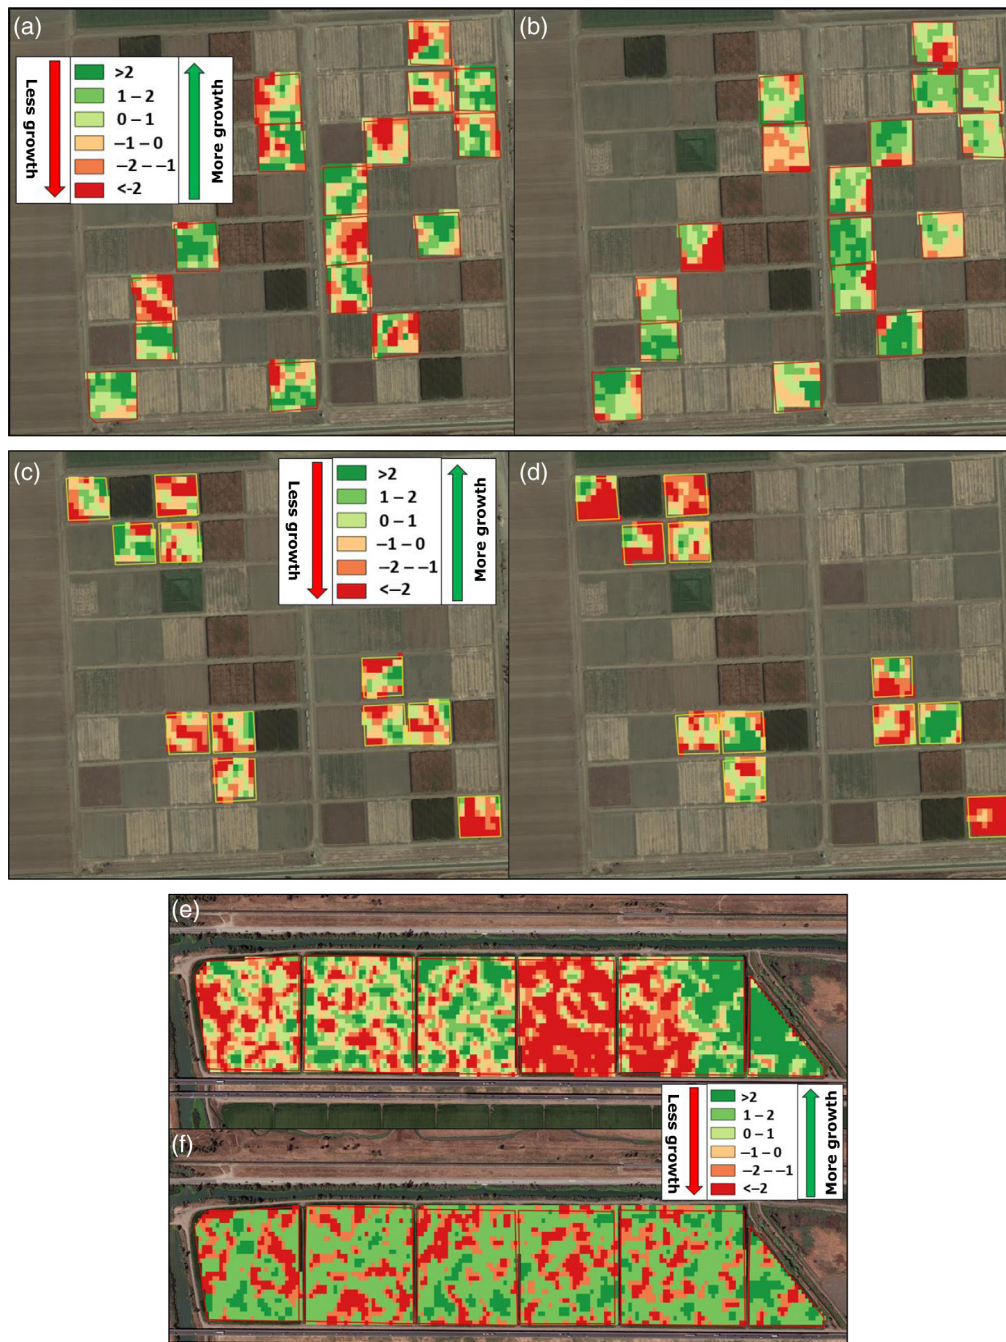 (a)
Less growth
>2
1 – 2
0 – 1
–1 – 0
–2 – –1
<-2
More growth
(b)
(c)
Less growth
>2
1 – 2
0 – 1
–1 – 0
–2 – –1
<–2
More growth
(d)
(e)
Less growth
>2
1 – 2
0 – 1
–1 – 0
–2 – –1
<–2
More growth
(f)